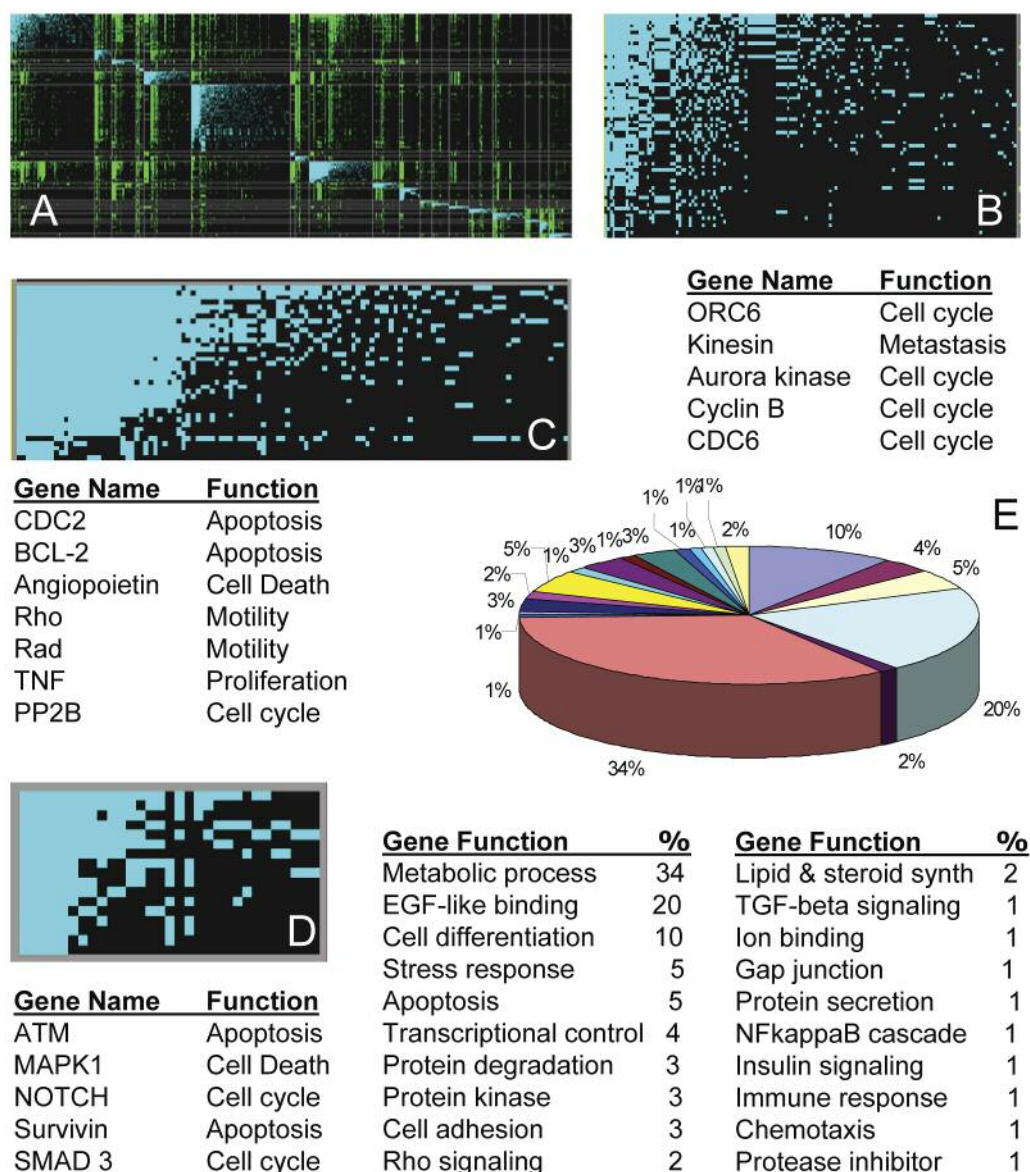 A
B
Gene Name Function
ORC6 Cell cycle
Kinesin Metastasis
Aurora kinase Cell cycle
Cyclin B Cell cycle
CDC6 Cell cycle
C
Gene Name Function
CDC2 Apoptosis
BCL-2 Apoptosis
Angiopoietin Cell Death
Rho Motility
Rad Motility
TNF Proliferation
PP2B Cell cycle
E
1% 1% 1%
5% 1% 3% 1% 3% 1% 2% 10% 4% 5%
2%
3%
1%
1%
20%
2%
34%
D
Gene Name Function
ATM Apoptosis
MAPK1 Cell Death
NOTCH Cell cycle
Survivin Apoptosis
SMAD 3 Cell cycle
Gene Function %
Metabolic process 34
EGF-like binding 20
Cell differentiation 10
Stress response 5
Apoptosis 5
Transcriptional control 4
Protein degradation 3
Protein kinase 3
Cell adhesion 3
Rho signaling 2
Gene Function %
Lipid & steroid synth 2
TGF-beta signaling 1
Ion binding 1
Gap junction 1
Protein secretion 1
NFkappaB cascade 1
Insulin signaling 1
Immune response 1
Chemotaxis 1
Protease inhibitor 1